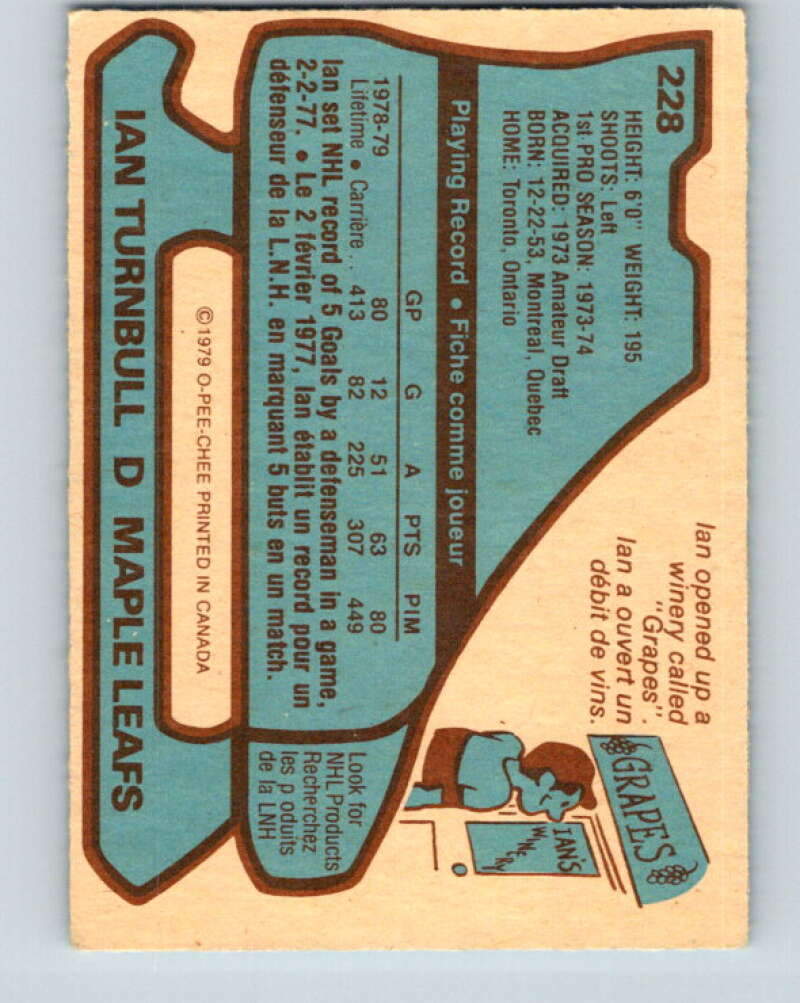 228
HEIGHT: 6'0" WEIGHT: 195
SHOOTS: Left
1st PRO SEASON: 1973-74
ACQUIRED: 1973 Amateur Draft
BORN: 12-22-53, Montreal, Quebec
HOME: Toronto, Ontario
Playing Record • Fiche comme joueur
GP G A PTS PIM
1978-79 80 12 51 63 80
Lifetime • Carrière .. 413 82 225 307 449
Ian set NHL record of 5 Goals by a defenseman in a game,
2-2-77. • Le 2 février 1977, Ian établit un record pour un
défenseur de la L.N.H. en marquant 5 buts en un match.
Ian opened up a
winery called
"Grapes".
Ian a ouvert un
débit de vins.
GRAPES
IAN'S
WINERY
Look for
NHL Products
Recherchez
les p oduits
de la LNH
©1979 O-PEE-CHEE PRINTED IN CANADA
IAN TURNBULL D MAPLE LEAFS